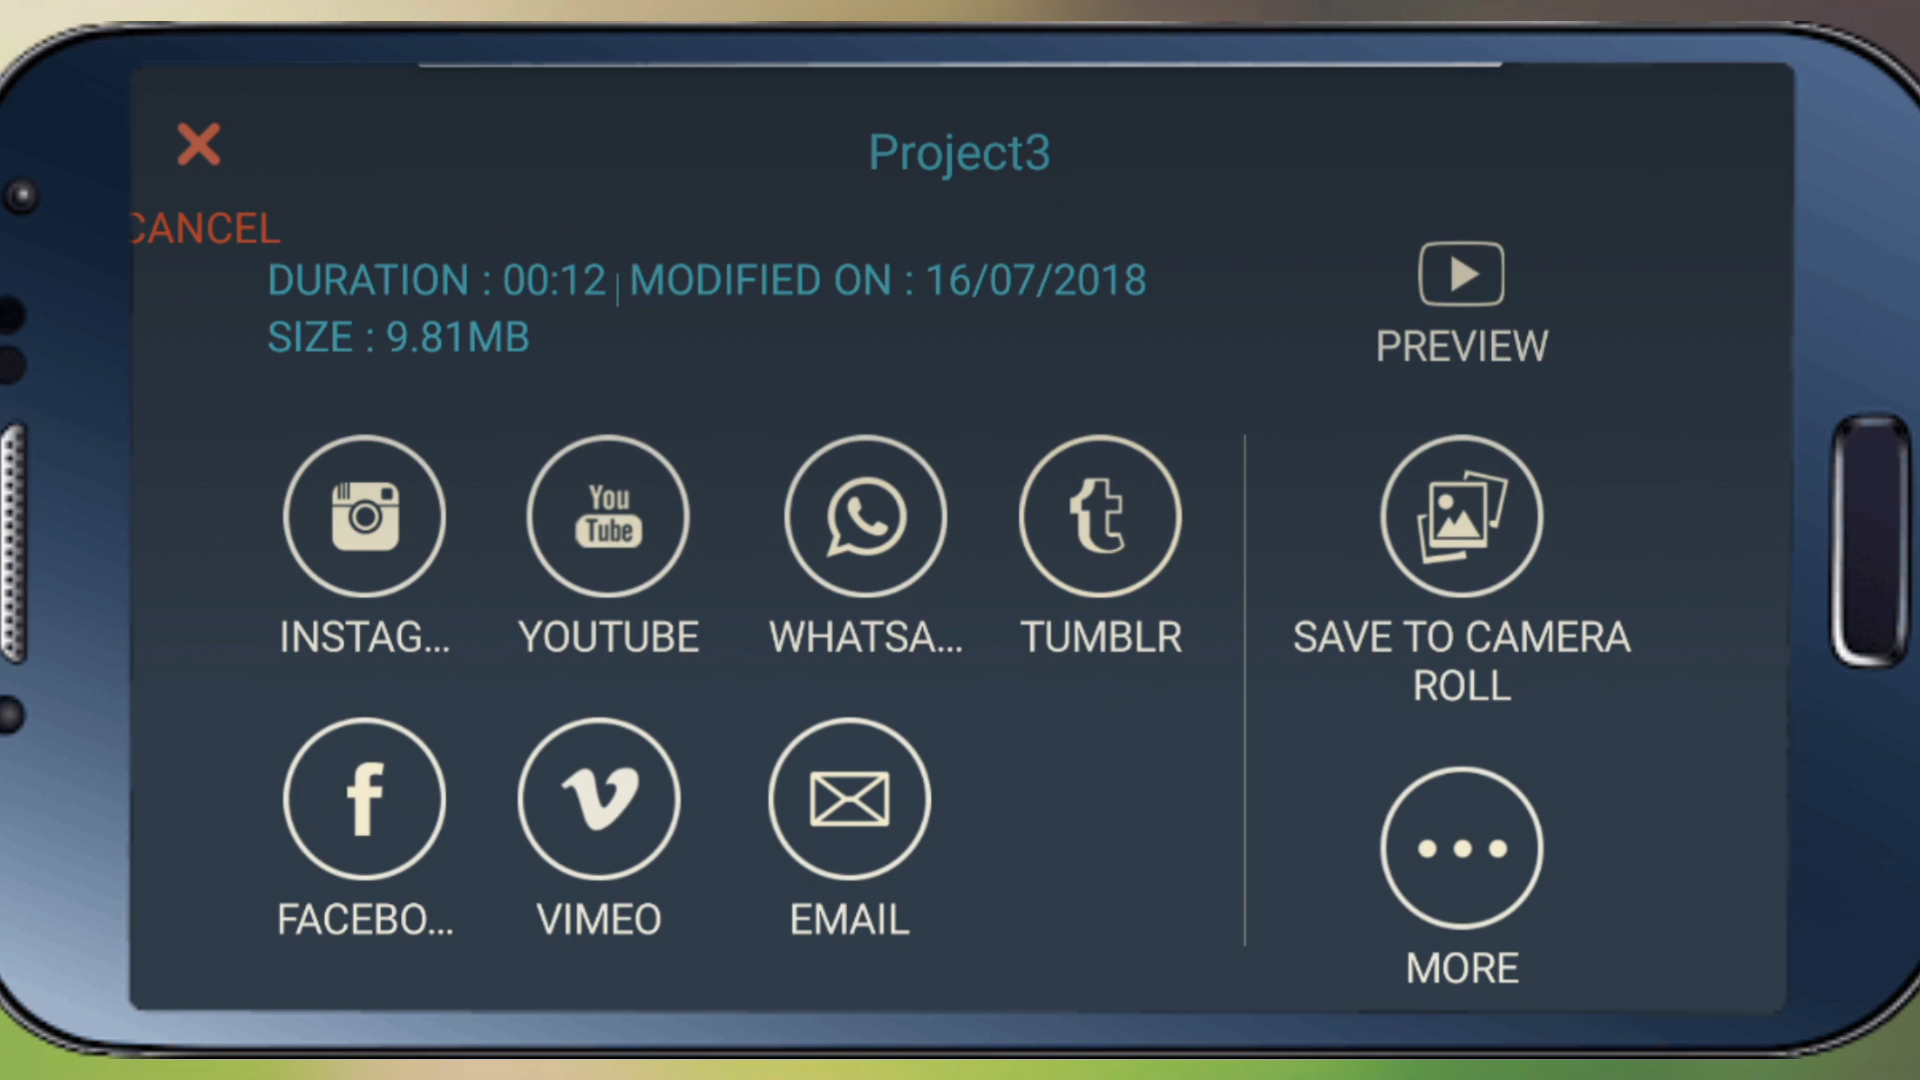 Project3
CANCEL
DURATION : 00:12 | MODIFIED ON : 16/07/2018
SIZE : 9.81MB
PREVIEW
You
Tube
INSTAG...
YOUTUBE
WHATSA...
TUMBLR
SAVE TO CAMERA
ROLL
FACEBO...
VIMEO
EMAIL
MORE